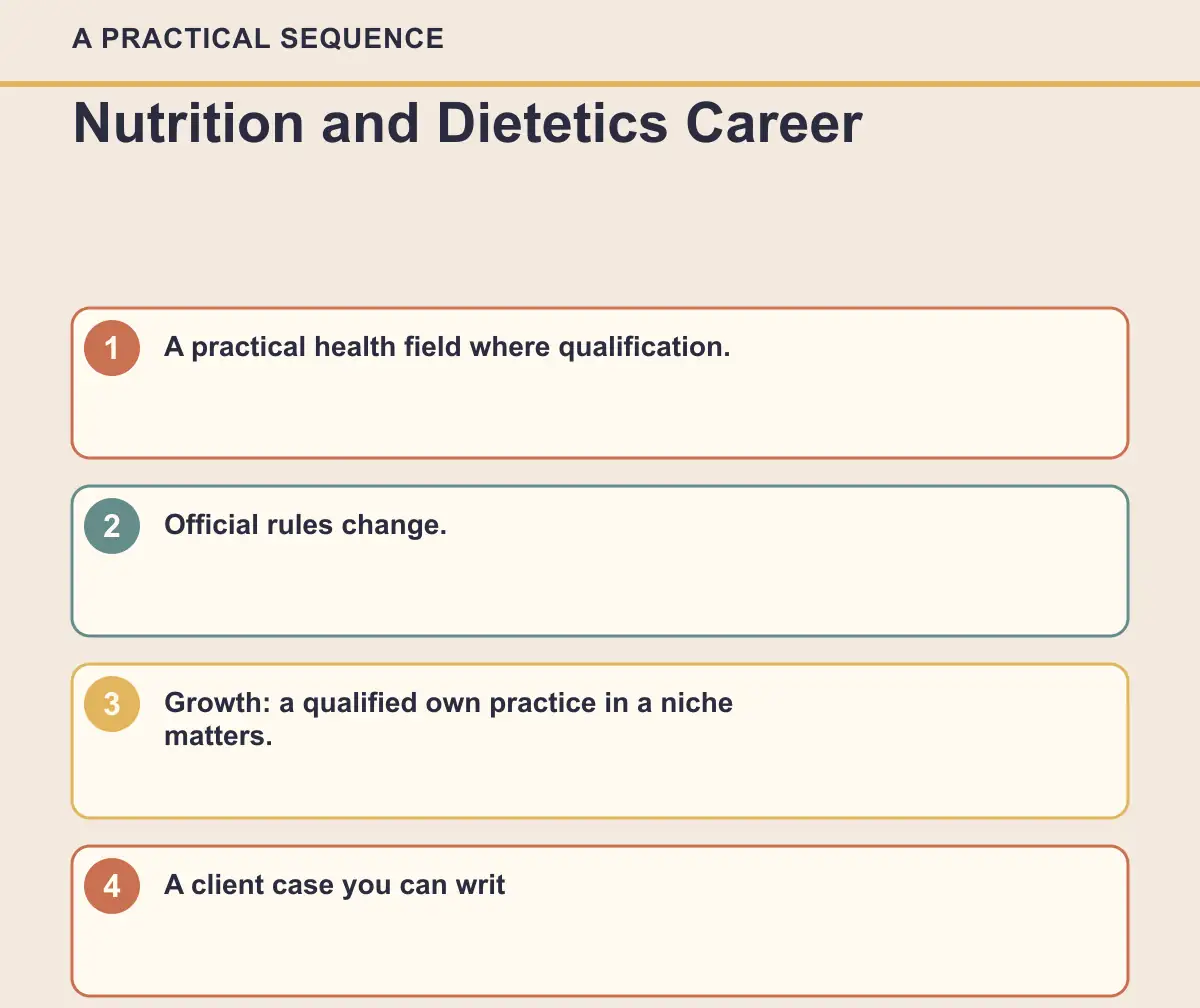 A PRACTICAL SEQUENCE
Nutrition and Dietetics Career
1
A practical health field where qualification.
2
Official rules change.
3
Growth: a qualified own practice in a niche
matters.
4
A client case you can writ